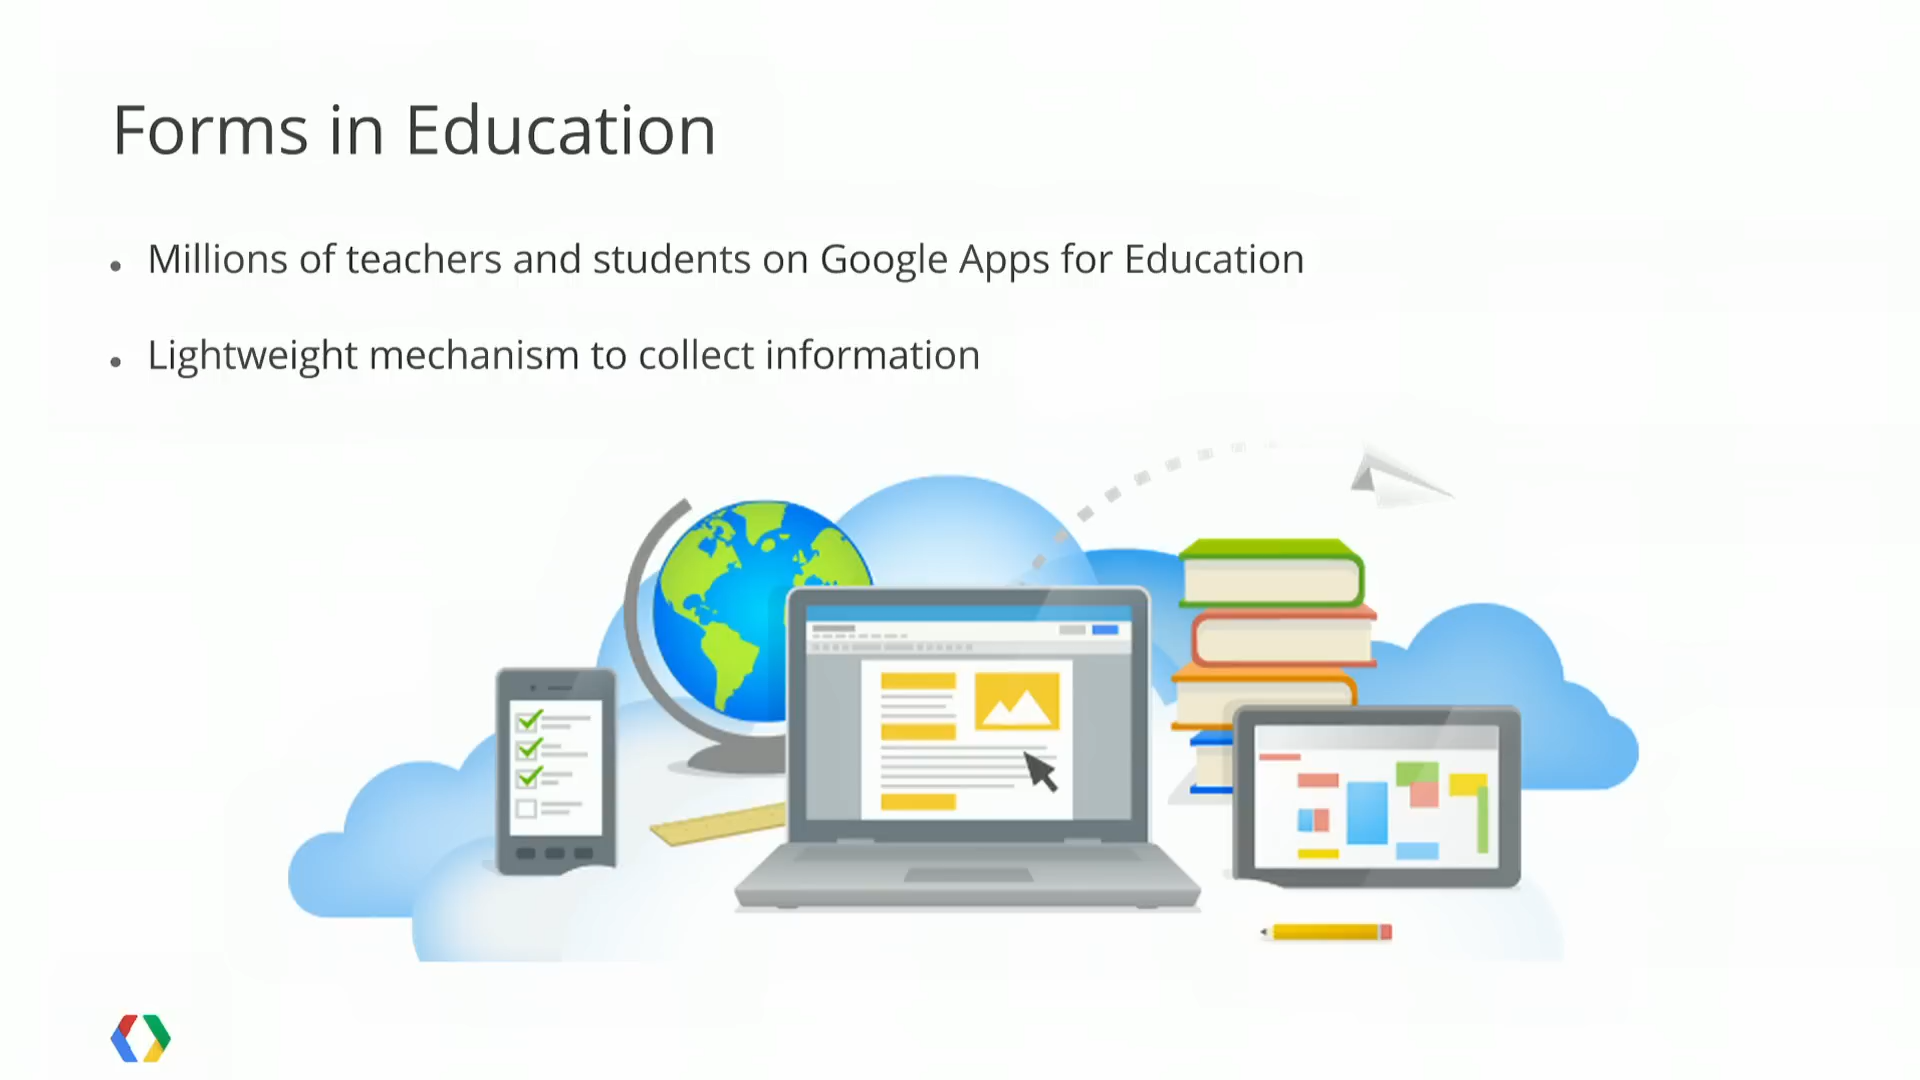 Forms in Education
• Millions of teachers and students on Google Apps for Education
• Lightweight mechanism to collect information